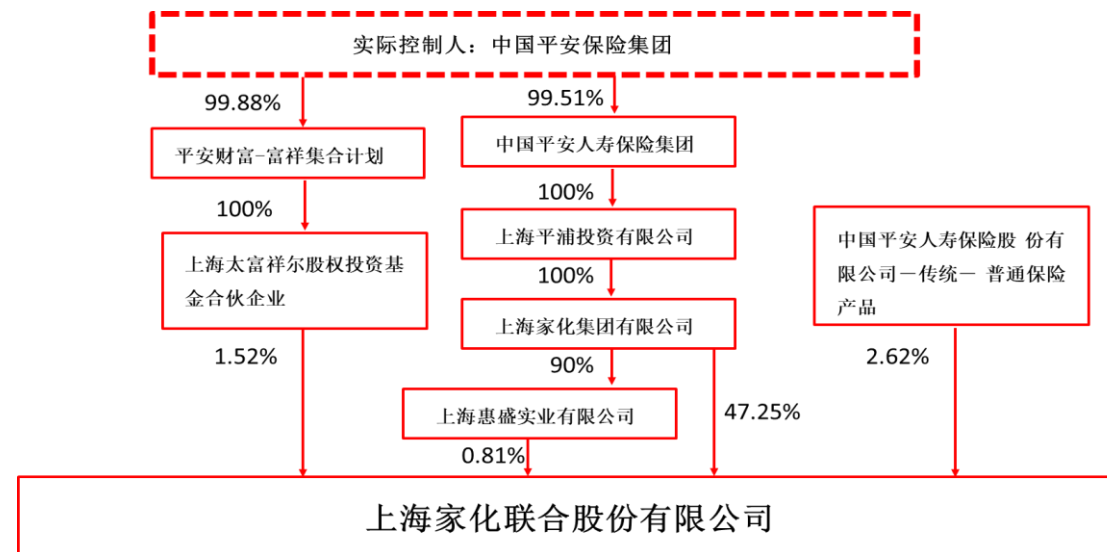 实际控制人：中国平安保险集团
99.88%
99.51%
平安财富-富祥集合计划
中国平安人寿保险集团
100%
100%
上海太富祥尔股权投资基
金合伙企业
上海平浦投资有限公司
中国平安人寿保险股 份有
限公司－传统－ 普通保险
产品
100%
上海家化集团有限公司
1.52%
90%
2.62%
上海惠盛实业有限公司
47.25%
0.81%
上海家化联合股份有限公司